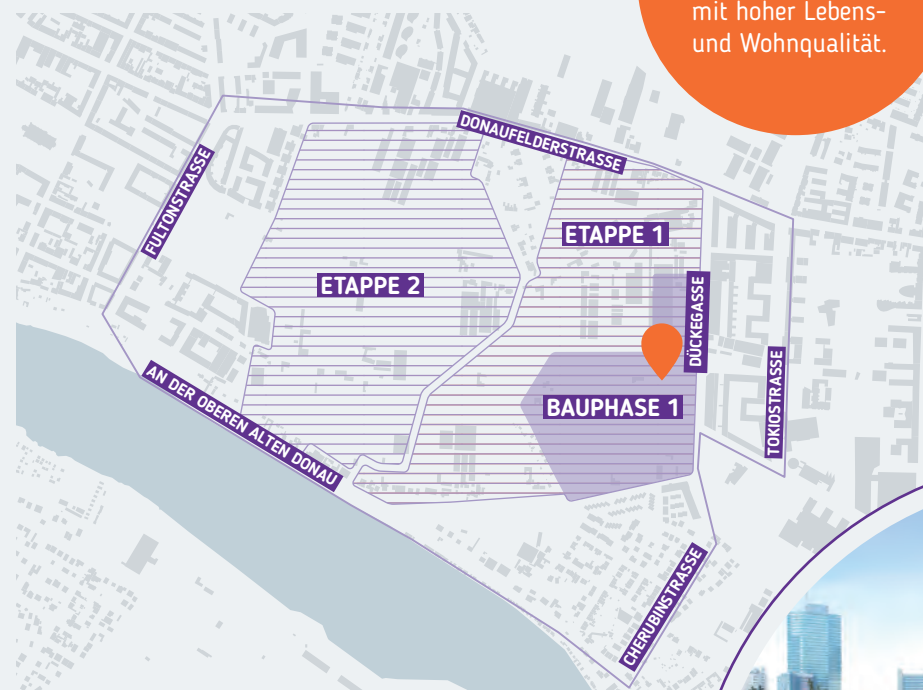 mit hoher Lebens-
und Wohnqualität.
DONAUFELDERSTRASSE
FULTONSTRASSE
ETAPPE 1
ETAPPE 2
DÜCKEGASSE
TOKIOSTRASSE
BAUPHASE 1
AN DER OBEREN ALTEN DONAU
CHERUBINSTRASSE